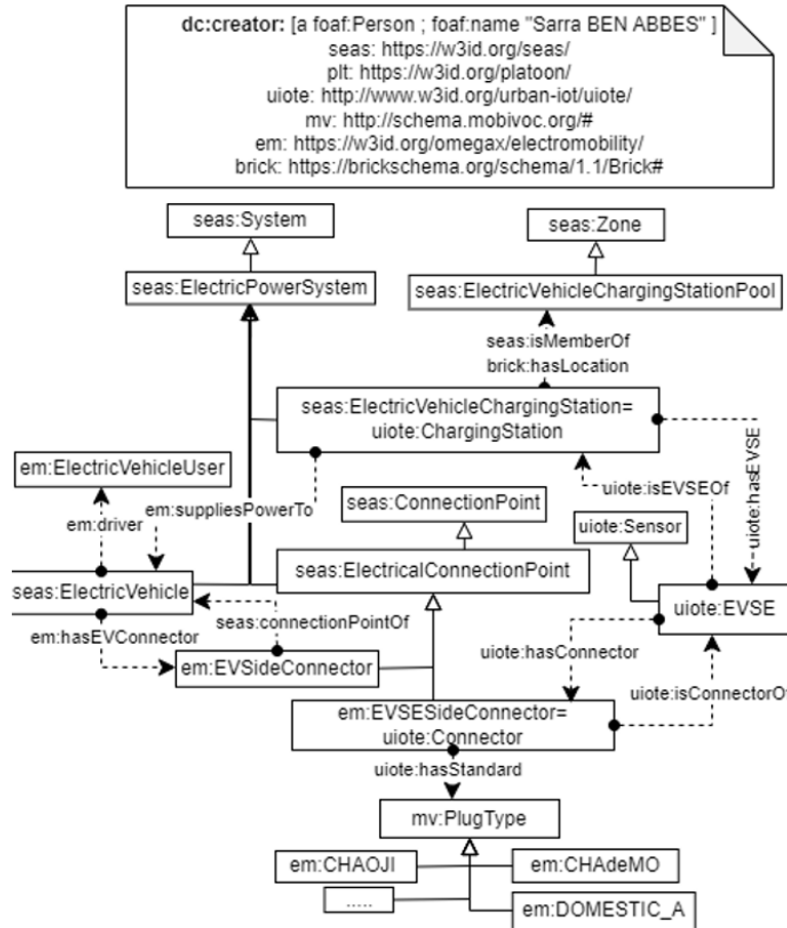 dc:creator: [a foaf:Person ; foaf:name "Sarra BEN ABBES" ]
seas: https://w3id.org/seas/
plt: https://w3id.org/platoon/
uiote: http://www.w3id.org/urban-iot/uiote/
mv: http://schema.mobivoc.org/#
em: https://w3id.org/omegax/electromobility/
brick: https://brickschema.org/schema/1.1/Brick#
seas:System
seas:Zone
seas:ElectricPowerSystem
seas:ElectricVehicleChargingStationPool
seas:isMemberOf
brick:hasLocation
seas:ElectricVehicleChargingStation=
uiote:ChargingStation
em:ElectricVehicleUser
uiote:hasEVSE
uiote:isEVSEOf
em:driver
em:suppliesPowerTo
seas:ConnectionPoint
uiote:Sensor
seas:ElectricVehicle
seas:ElectricalConnectionPoint
uiote:EVSE
em:hasEVConnector
seas:connectionPointOf
em:EVSideConnector
uiote:hasConnector
uiote:isConnectorOf
em:EVSESideConnector=
uiote:Connector
uiote:hasStandard
mv:PlugType
em:CHAOJI
em:CHAdeMO
.....
em:DOMESTIC_A